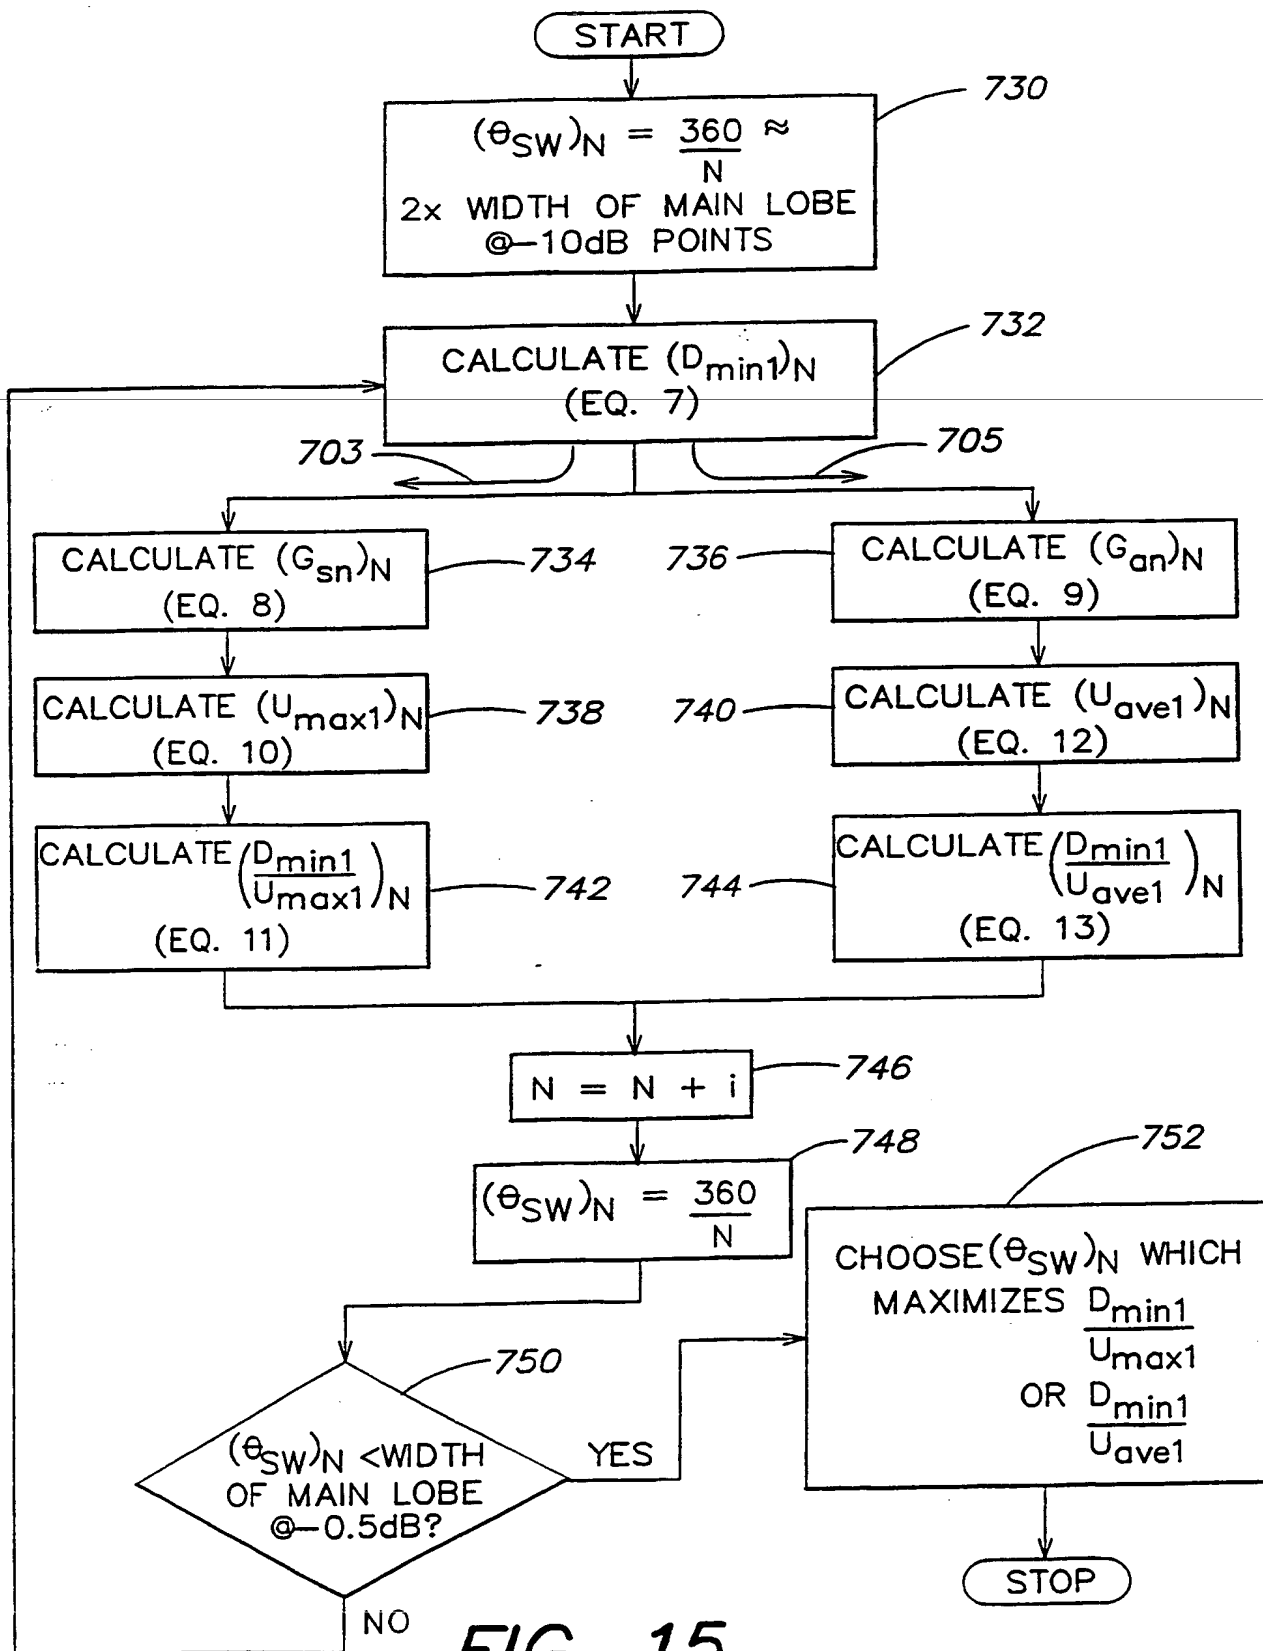 START
730
(θSW)N = 360/N ≈
2x WIDTH OF MAIN LOBE
@-10dB POINTS
732
CALCULATE (Dmin1)N
(EQ. 7)
703
705
CALCULATE (Gsn)N
(EQ. 8)
734
736
CALCULATE (Gan)N
(EQ. 9)
CALCULATE (Umax1)N
(EQ. 10)
738
740
CALCULATE (Uave1)N
(EQ. 12)
CALCULATE (Dmin1/Umax1)N
(EQ. 11)
742
744
CALCULATE (Dmin1/Uave1)N
(EQ. 13)
N = N + i
746
748
(θSW)N = 360/N
752
CHOOSE (θSW)N WHICH
MAXIMIZES Dmin1/Umax1
OR Dmin1/Uave1
750
(θSW)N <WIDTH
OF MAIN LOBE
@-0.5dB?
YES
NO
STOP
FIG. 15